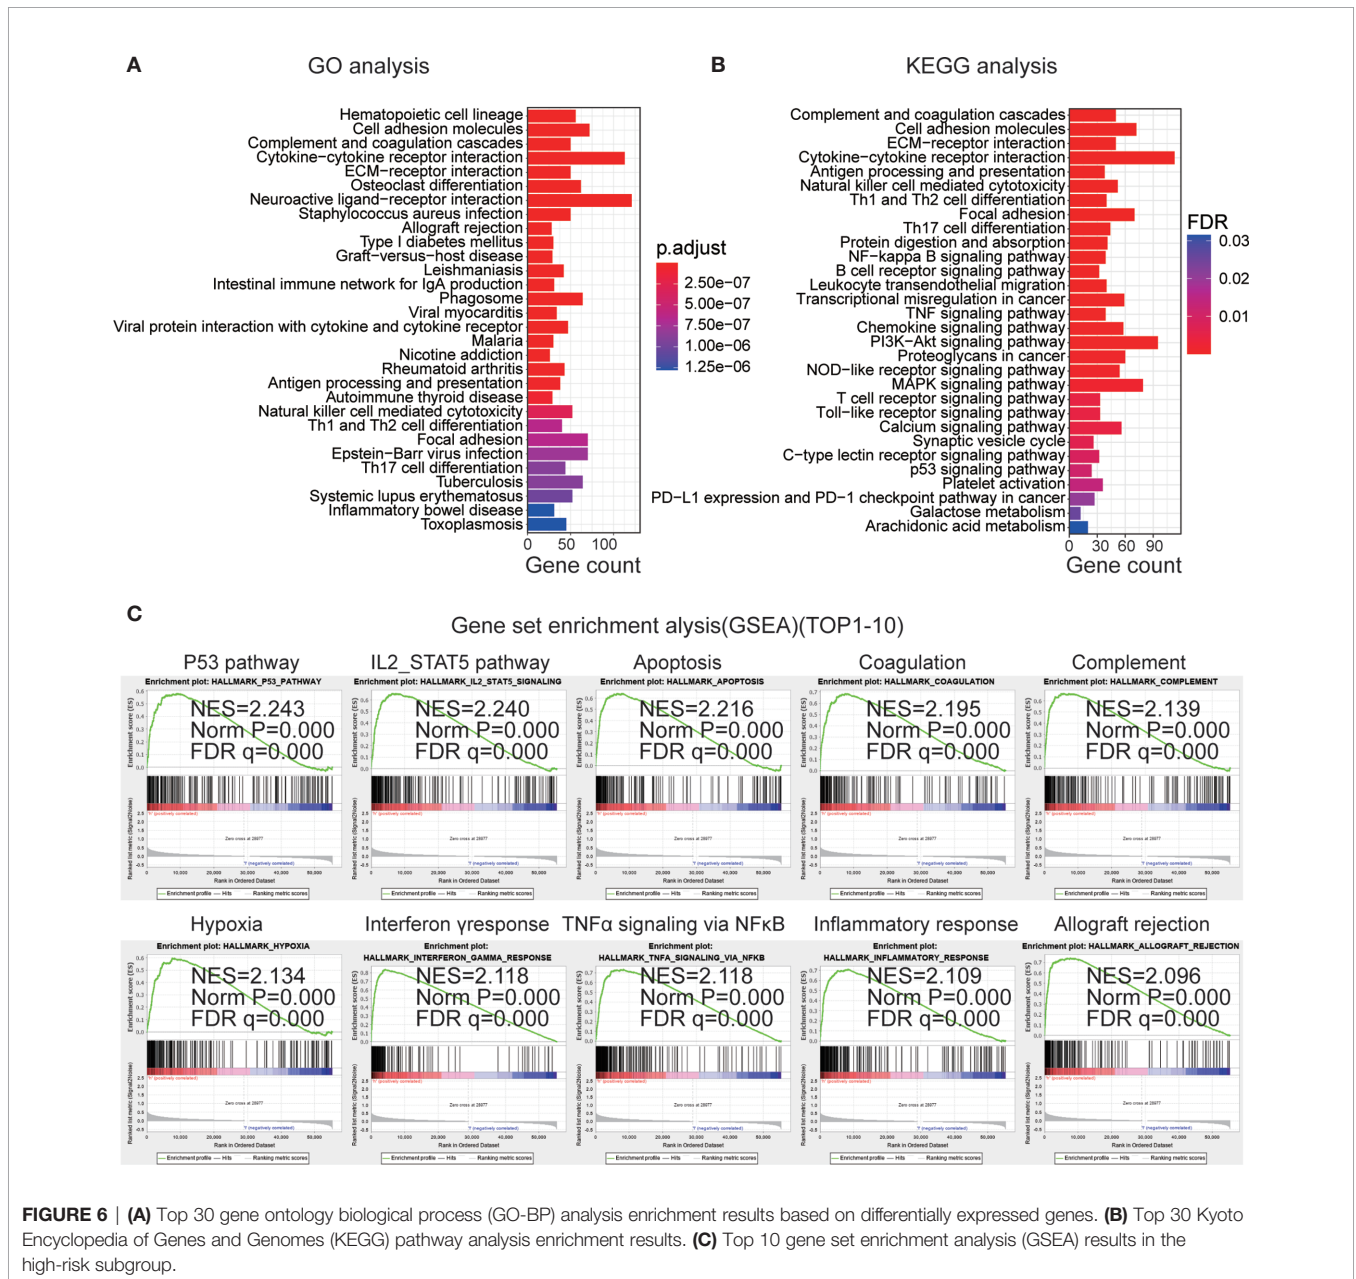 A
GO analysis
Hematopoietic cell lineage
Cell adhesion molecules
Complement and coagulation cascades
Cytokine−cytokine receptor interaction
ECM−receptor interaction
Osteoclast differentiation
Neuroactive ligand−receptor interaction
Staphylococcus aureus infection
Allograft rejection
Type I diabetes mellitus
Graft−versus−host disease
Leishmaniasis
Intestinal immune network for IgA production
Phagosome
Viral myocarditis
Viral protein interaction with cytokine and cytokine receptor
Malaria
Nicotine addiction
Rheumatoid arthritis
Antigen processing and presentation
Autoimmune thyroid disease
Natural killer cell mediated cytotoxicity
Th1 and Th2 cell differentiation
Focal adhesion
Epstein−Barr virus infection
Th17 cell differentiation
Tuberculosis
Systemic lupus erythematosus
Inflammatory bowel disease
Toxoplasmosis
0 50 100
Gene count
p.adjust
2.50e−07
5.00e−07
7.50e−07
1.00e−06
1.25e−06
B
KEGG analysis
Complement and coagulation cascades
Cell adhesion molecules
ECM−receptor interaction
Cytokine−cytokine receptor interaction
Antigen processing and presentation
Natural killer cell mediated cytotoxicity
Th1 and Th2 cell differentiation
Focal adhesion
Th17 cell differentiation
Protein digestion and absorption
NF−kappa B signaling pathway
B cell receptor signaling pathway
Leukocyte transendothelial migration
Transcriptional misregulation in cancer
TNF signaling pathway
Chemokine signaling pathway
PI3K−Akt signaling pathway
Proteoglycans in cancer
NOD−like receptor signaling pathway
MAPK signaling pathway
T cell receptor signaling pathway
Toll−like receptor signaling pathway
Calcium signaling pathway
Synaptic vesicle cycle
C−type lectin receptor signaling pathway
p53 signaling pathway
Platelet activation
PD−L1 expression and PD−1 checkpoint pathway in cancer
Galactose metabolism
Arachidonic acid metabolism
0 30 60 90
Gene count
FDR
0.03
0.02
0.01
C
Gene set enrichment alysis(GSEA)(TOP1-10)
P53 pathway
Enrichment plot: HALLMARK_P53_PATHWAY
NES=2.243
Norm P=0.000
FDR q=0.000
IL2_STAT5 pathway
Enrichment plot: HALLMARK_IL2_STAT5_SIGNALING
NES=2.240
Norm P=0.000
FDR q=0.000
Apoptosis
Enrichment plot: HALLMARK_APOPTOSIS
NES=2.216
Norm P=0.000
FDR q=0.000
Coagulation
Enrichment plot: HALLMARK_COAGULATION
NES=2.195
Norm P=0.000
FDR q=0.000
Complement
Enrichment plot: HALLMARK_COMPLEMENT
NES=2.139
Norm P=0.000
FDR q=0.000
Hypoxia
Enrichment plot: HALLMARK_HYPOXIA
NES=2.134
Norm P=0.000
FDR q=0.000
Interferon γresponse
Enrichment plot:
HALLMARK_INTERFERON_GAMMA_RESPONSE
NES=2.118
Norm P=0.000
FDR q=0.000
TNFα signaling via NFκB
Enrichment plot:
HALLMARK_TNFA_SIGNALING_VIA_NFKB
NES=2.118
Norm P=0.000
FDR q=0.000
Inflammatory response
Enrichment plot:
HALLMARK_INFLAMMATORY_RESPONSE
NES=2.109
Norm P=0.000
FDR q=0.000
Allograft rejection
Enrichment plot: HALLMARK_ALLOGRAFT_REJECTION
NES=2.096
Norm P=0.000
FDR q=0.000
FIGURE 6 | (A) Top 30 gene ontology biological process (GO-BP) analysis enrichment results based on differentially expressed genes. (B) Top 30 Kyoto
Encyclopedia of Genes and Genomes (KEGG) pathway analysis enrichment results. (C) Top 10 gene set enrichment analysis (GSEA) results in the
high-risk subgroup.